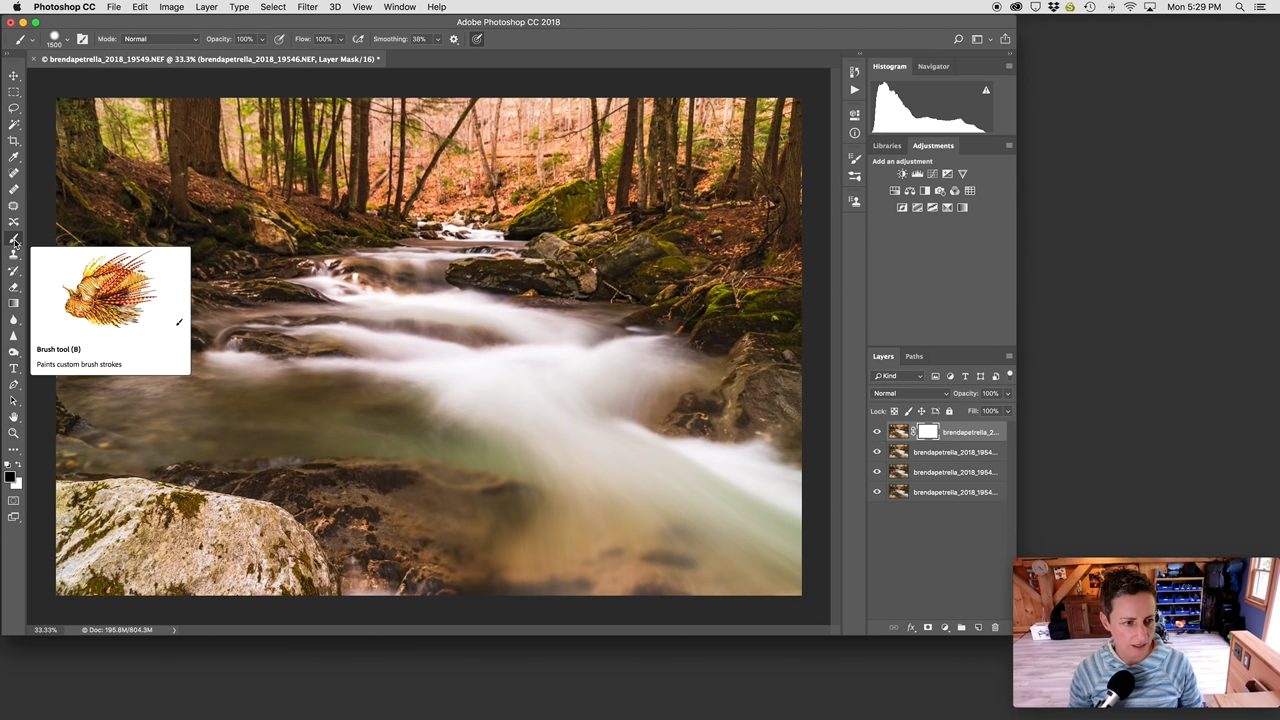 Photoshop CC File Edit Image Layer Type Select Filter 3D View Window Help Mon 5:29 PM
Adobe Photoshop CC 2018
1500 Mode: Normal Opacity: 100% Flow: 100% Smoothing: 38%
× © brendapetrella_2018_19549.NEF @ 33.3% (brendapetrella_2018_19546.NEF, Layer Mask/16) *
Histogram Navigator
Libraries Adjustments
Add an adjustment
Brush tool (B)
Paints custom brush strokes
Layers Paths
Kind
Normal Opacity: 100%
Lock: Fill: 100%
brendapetrella_2...
brendapetrella_2018_1954...
brendapetrella_2018_1954...
brendapetrella_2018_1954...
33.33% Doc: 195.8M/804.3M